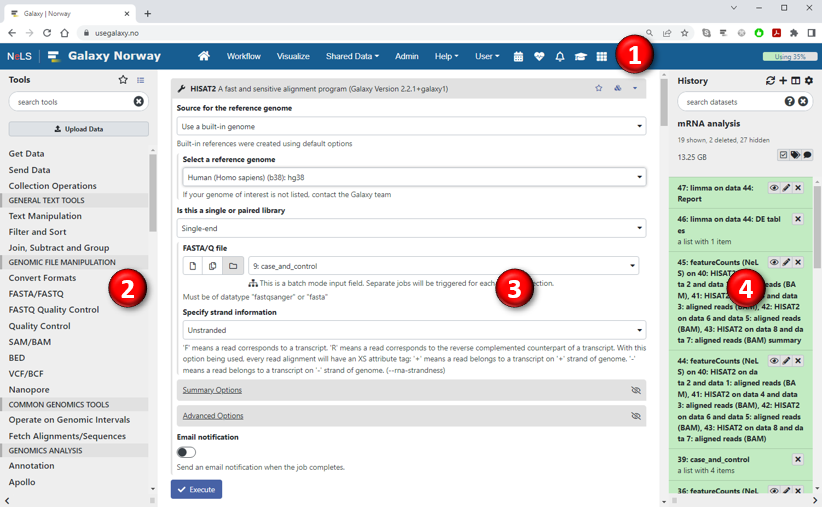 Galaxy | Norway
usegalaxy.no
NeLS
Galaxy Norway
Workflow
Visualize
Shared Data
Admin
Help
User
1
Using 35%
Tools
search tools
Upload Data
Get Data
Send Data
Collection Operations
GENERAL TEXT TOOLS
Text Manipulation
Filter and Sort
Join, Subtract and Group
GENOMIC FILE MANIPULATION
Convert Formats
FASTA/FASTQ
FASTQ Quality Control
Quality Control
SAM/BAM
BED
VCF/BCF
Nanopore
COMMON GENOMICS TOOLS
Operate on Genomic Intervals
Fetch Alignments/Sequences
GENOMICS ANALYSIS
Annotation
Apollo
2
HISAT2 A fast and sensitive alignment program (Galaxy Version 2.2.1+galaxy1)
Source for the reference genome
Use a built-in genome
Built-in references were created using default options
Select a reference genome
Human (Homo sapiens) (b38): hg38
If your genome of interest is not listed, contact the Galaxy team
Is this a single or paired library
Single-end
FASTA/Q file
9: case_and_control
This is a batch mode input field. Separate jobs will be triggered for each
ection.
3
Must be of datatype "fastqsanger" or "fasta"
Specify strand information
Unstranded
'F' means a read corresponds to a transcript. 'R' means a read corresponds to the reverse complemented counterpart of a transcript. With this
option being used, every read alignment will have an XS attribute tag: '+' means a read belongs to a transcript on '+' strand of genome. '-'
means a read belongs to a transcript on '-' strand of genome. (--rna-strandness)
Summary Options
Advanced Options
Email notification
Send an email notification when the job completes.
Execute
History
search datasets
mRNA analysis
19 shown, 2 deleted, 27 hidden
13.25 GB
47: limma on data 44:
Report
46: limma on data 44: DE tabl
es
a list with 1 item
45: featureCounts (NeL
S) on 40: HISAT2 on da
ta 2 and data 1: aligned reads (BA
M), 41: HISAT2 on data 4 and data
3: aligned reads (BAM), 42: HISAT2
on data 6 and data 5: aligned reads
(BAM), 43: HISAT2 on data 8 and da
ta 7: aligned reads (BAM) summary
4
44: featureCounts (NeL
S) on 40: HISAT2 on da
ta 2 and data 1: aligned reads (BA
M), 41: HISAT2 on data 4 and data
3: aligned reads (BAM), 42: HISAT2
on data 6 and data 5: aligned reads
(BAM), 43: HISAT2 on data 8 and da
ta 7: aligned reads (BAM)
39: case_and_control
a list with 4 items
36: featureCounts (NeL